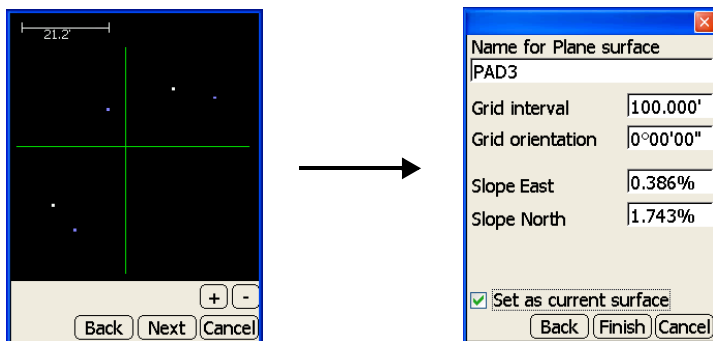 21.2'
+ -
Back Next Cancel
Name for Plane surface
PAD3
Grid interval 100.000'
Grid orientation 0°00'00"
Slope East 0.386%
Slope North 1.743%
Set as current surface
Back Finish Cancel